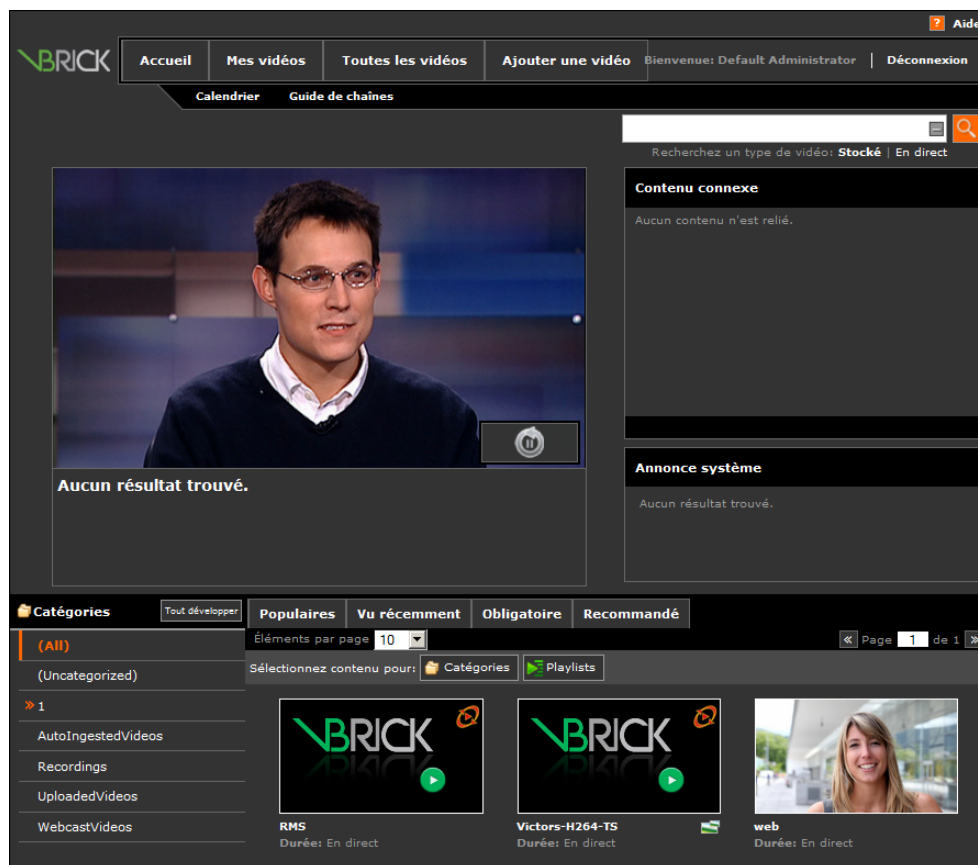 ? Aide
VBRICK
Accueil Mes vidéos Toutes les vidéos Ajouter une vidéo Bienvenue: Default Administrator | Déconnexion
Calendrier Guide de chaînes
Recherchez un type de vidéo: Stocké | En direct
Contenu connexe
Aucun contenu n'est relié.
Aucun résultat trouvé.
Annonce système
Aucun résultat trouvé.
Catégories Tout développer
Populaires Vu récemment Obligatoire Recommandé
Éléments par page 10
« Page 1 de 1 »
Sélectionnez contenu pour: Catégories Playlists
(All)
(Uncategorized)
» 1
AutoIngestedVideos
Recordings
UploadedVideos
WebcastVideos
VBRICK
RMS
Durée: En direct
VBRICK
Victors-H264-TS
Durée: En direct
web
Durée: En direct